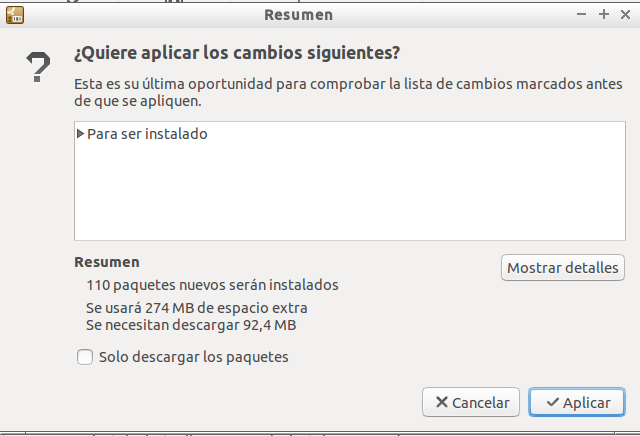 Resumen
¿Quiere aplicar los cambios siguientes?
Esta es su última oportunidad para comprobar la lista de cambios marcados antes
de que se apliquen.
Para ser instalado
Resumen
Mostrar detalles
110 paquetes nuevos serán instalados
Se usará 274 MB de espacio extra
Se necesitan descargar 92,4 MB
Solo descargar los paquetes
Cancelar
Aplicar